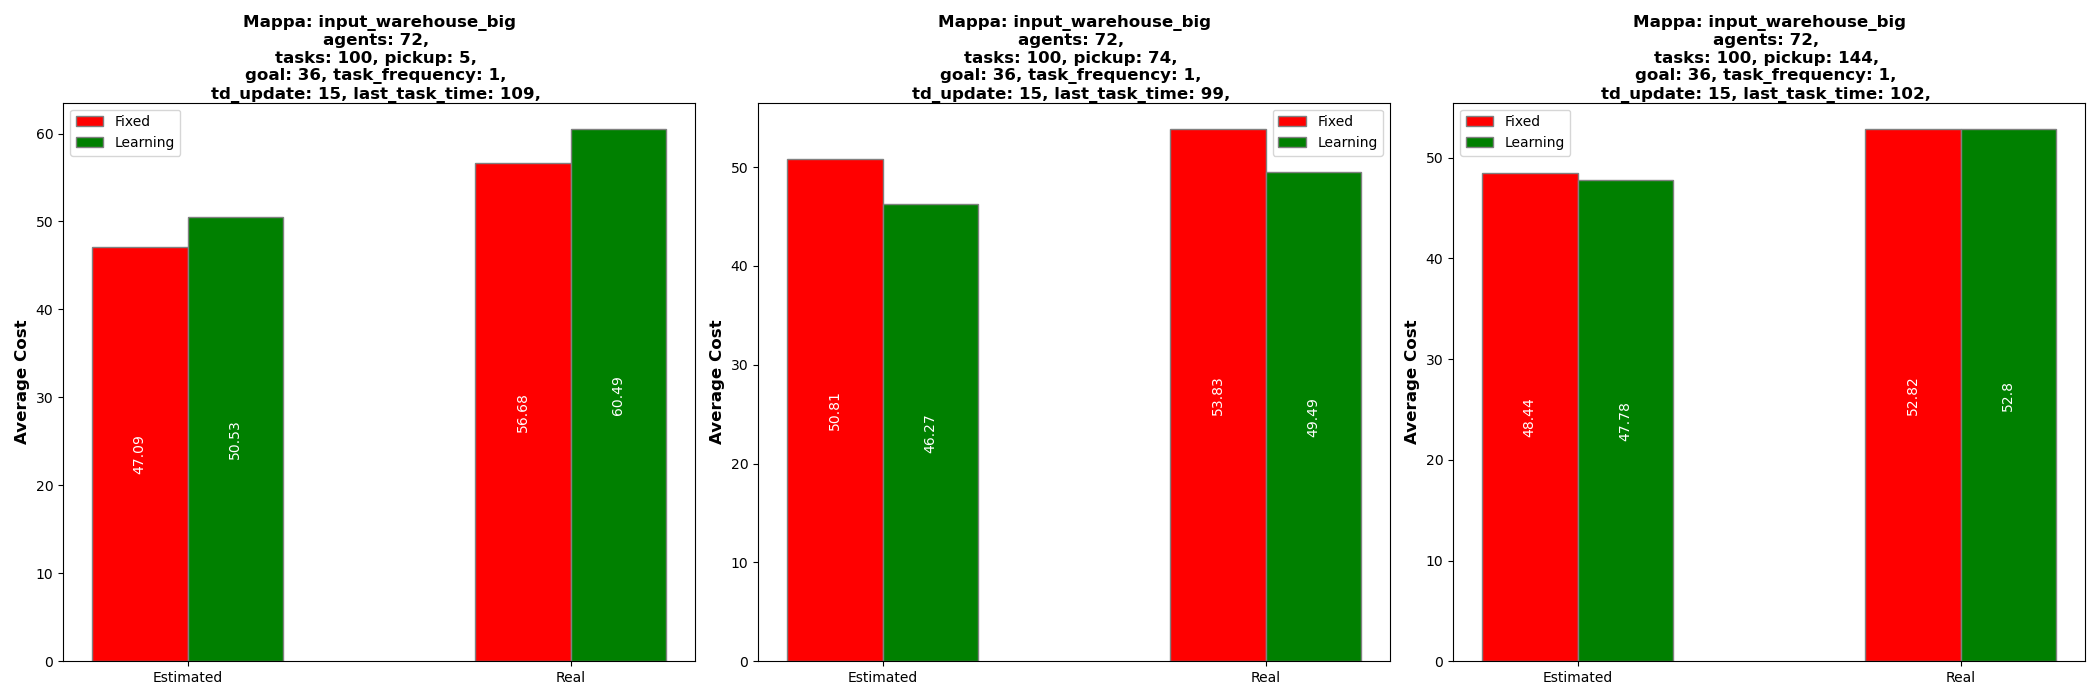 Mappa: input_warehouse_big
agents: 72,
tasks: 100, pickup: 5,
goal: 36, task_frequency: 1,
td_update: 15, last_task_time: 109,
Fixed
Learning
60
50
40
30
20
10
0
Average Cost
47.09
50.53
56.68
60.49
Estimated
Real
Mappa: input_warehouse_big
agents: 72,
tasks: 100, pickup: 74,
goal: 36, task_frequency: 1,
td_update: 15, last_task_time: 99,
Fixed
Learning
50
40
30
20
10
0
Average Cost
50.81
46.27
53.83
49.49
Estimated
Real
Mappa: input_warehouse_big
agents: 72,
tasks: 100, pickup: 144,
goal: 36, task_frequency: 1,
td_update: 15, last_task_time: 102,
Fixed
Learning
50
40
30
20
10
0
Average Cost
48.44
47.78
52.82
52.8
Estimated
Real